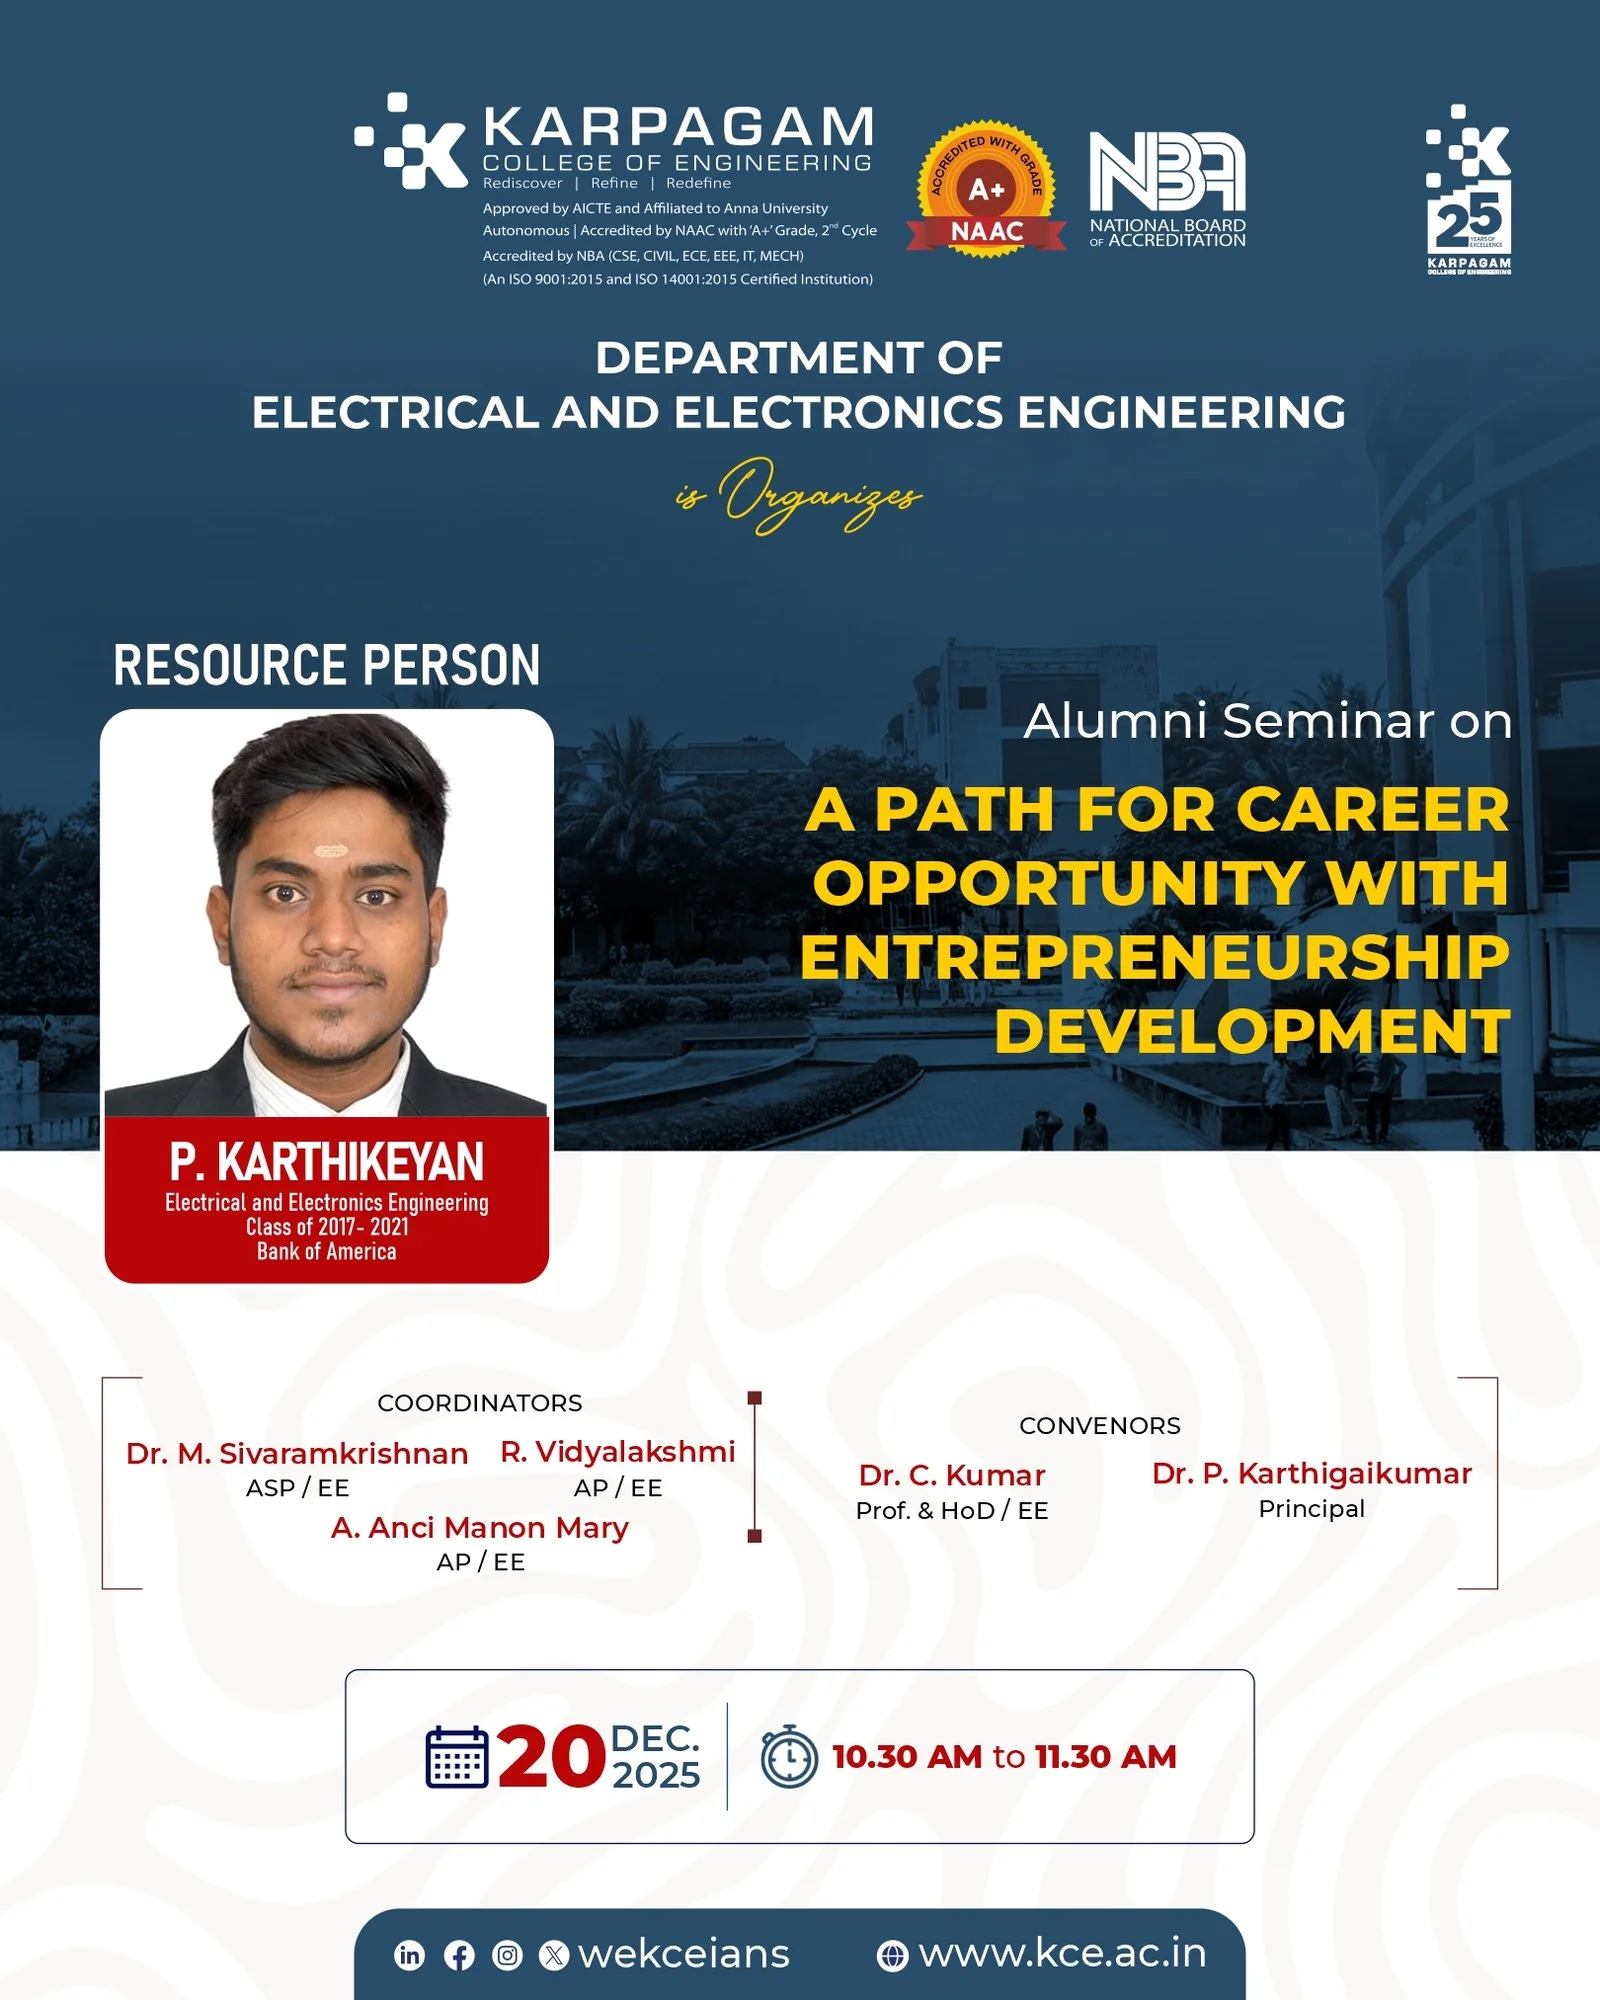 KARPAGAM
COLLEGE OF ENGINEERING
Rediscover | Refine | Redefine
Approved by AICTE and Affiliated to Anna University
Autonomous | Accredited by NAAC with 'A+' Grade, 2nd Cycle
Accredited by NBA (CSE, CIVIL, ECE, EEE, IT, MECH)
(An ISO 9001:2015 and ISO 14001:2015 Certified Institution)
ACCREDITED WITH GRADE
A+
NAAC
NBA
NATIONAL BOARD
OF ACCREDITATION
K
25
YEARS OF
EXCELLENCE
KARPAGAM
COLLEGE OF ENGINEERING
DEPARTMENT OF
ELECTRICAL AND ELECTRONICS ENGINEERING
is Organizes
RESOURCE PERSON
Alumni Seminar on
A PATH FOR CAREER
OPPORTUNITY WITH
ENTREPRENEURSHIP
DEVELOPMENT
P. KARTHIKEYAN
Electrical and Electronics Engineering
Class of 2017- 2021
Bank of America
COORDINATORS
Dr. M. Sivaramkrishnan
ASP / EE
R. Vidyalakshmi
AP / EE
A. Anci Manon Mary
AP / EE
CONVENORS
Dr. C. Kumar
Prof. & HoD / EE
Dr. P. Karthigaikumar
Principal
20 DEC.
2025
10.30 AM to 11.30 AM
wekceians
www.kce.ac.in